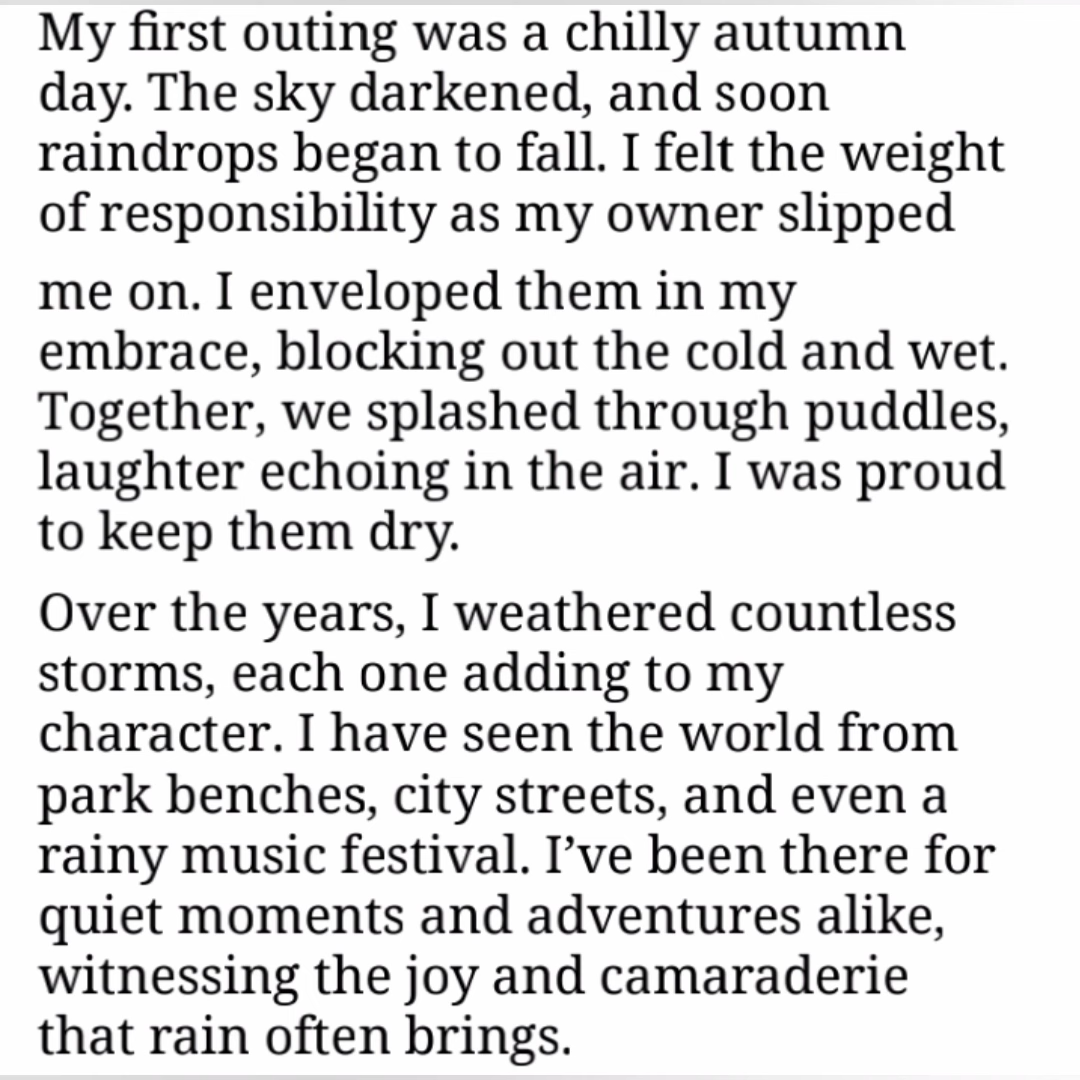 My first outing was a chilly autumn
day. The sky darkened, and soon
raindrops began to fall. I felt the weight
of responsibility as my owner slipped
me on. I enveloped them in my
embrace, blocking out the cold and wet.
Together, we splashed through puddles,
laughter echoing in the air. I was proud
to keep them dry.
Over the years, I weathered countless
storms, each one adding to my
character. I have seen the world from
park benches, city streets, and even a
rainy music festival. I’ve been there for
quiet moments and adventures alike,
witnessing the joy and camaraderie
that rain often brings.